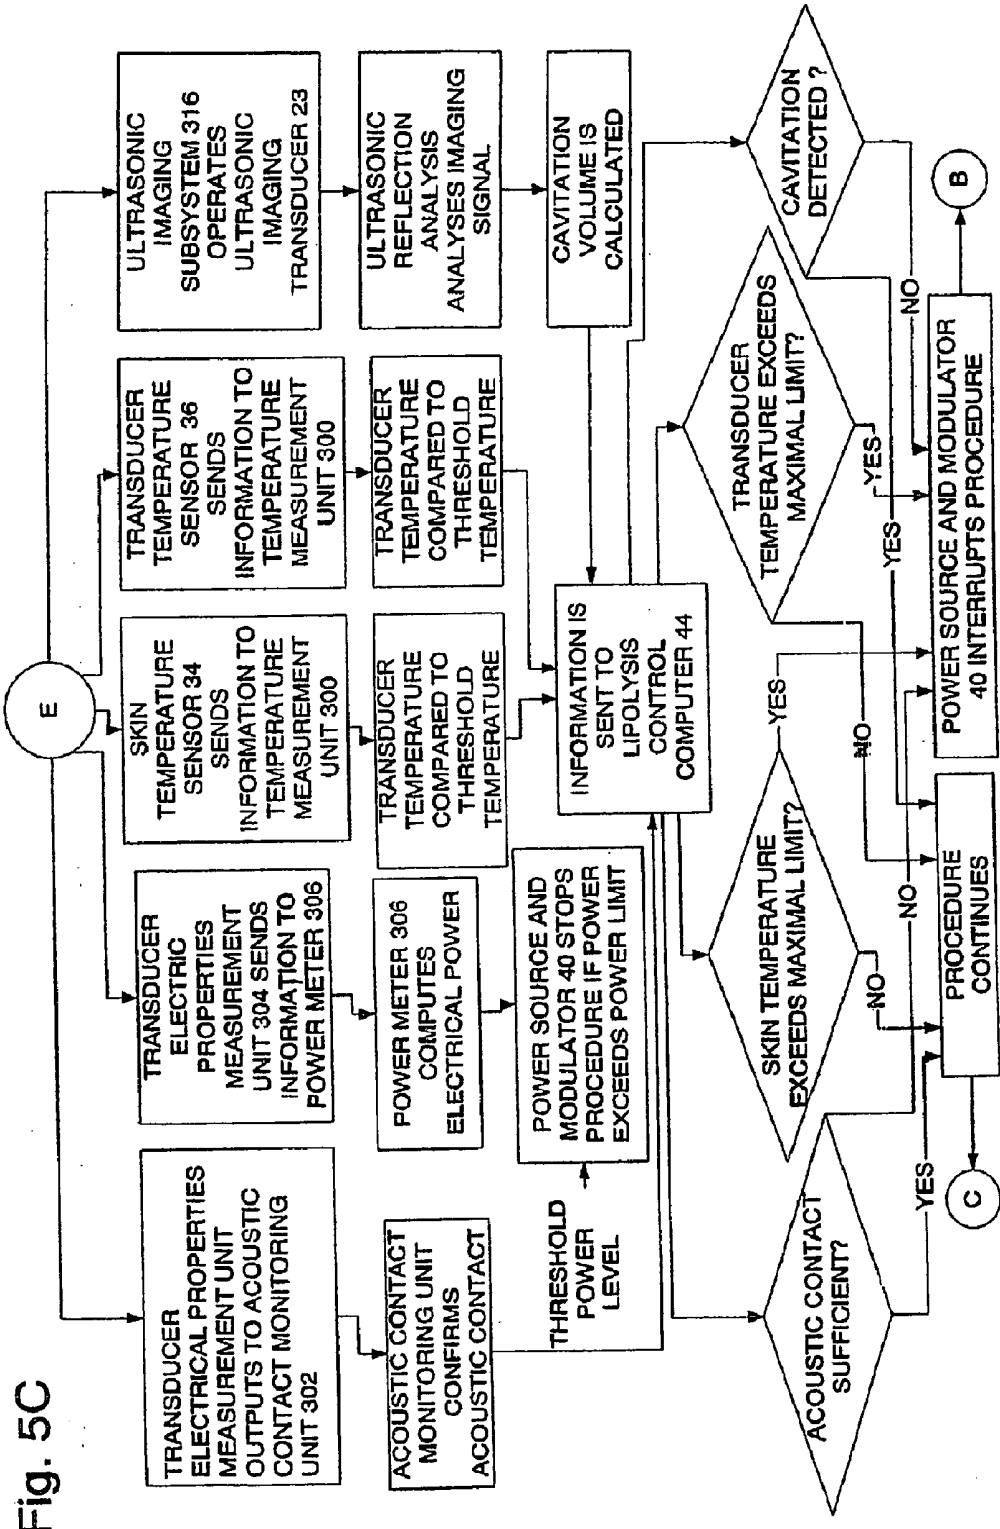 Fig. 5C
E
TRANSDUCER
ELECTRICAL PROPERTIES
MEASUREMENT UNIT
OUTPUTS TO ACOUSTIC
CONTACT MONITORING
UNIT 302
TRANSDUCER
ELECTRIC
PROPERTIES
MEASUREMENT
UNIT 304 SENDS
INFORMATION TO
POWER METER 306
SKIN
TEMPERATURE
SENSOR 34
SENDS
INFORMATION TO
TEMPERATURE
MEASUREMENT
UNIT 300
TRANSDUCER
TEMPERATURE
SENSOR 36
SENDS
INFORMATION TO
TEMPERATURE
MEASUREMENT
UNIT 300
ULTRASONIC
IMAGING
SUBSYSTEM 316
OPERATES
ULTRASONIC
IMAGING
TRANSDUCER 23
ACOUSTIC CONTACT
MONITORING UNIT
CONFIRMS
ACOUSTIC CONTACT
POWER METER 306
COMPUTES
ELECTRICAL POWER
TRANSDUCER
TEMPERATURE
COMPARED TO
THRESHOLD
TEMPERATURE
TRANSDUCER
TEMPERATURE
COMPARED TO
THRESHOLD
TEMPERATURE
ULTRASONIC
REFLECTION
ANALYSIS
ANALYSES IMAGING
SIGNAL
THRESHOLD
POWER
LEVEL
POWER SOURCE AND
MODULATOR 40 STOPS
PROCEDURE IF POWER
EXCEEDS POWER LIMIT
INFORMATION IS
SENT TO
LIPOLYSIS
CONTROL
COMPUTER 44
CAVITATION
VOLUME IS
CALCULATED
ACOUSTIC CONTACT
SUFFICIENT?
SKIN TEMPERATURE
EXCEEDS MAXIMAL LIMIT?
TRANSDUCER
TEMPERATURE EXCEEDS
MAXIMAL LIMIT?
CAVITATION
DETECTED ?
YES
NO
NO
YES
NO
YES
YES
NO
C
PROCEDURE
CONTINUES
POWER SOURCE AND MODULATOR
40 INTERRUPTS PROCEDURE
B